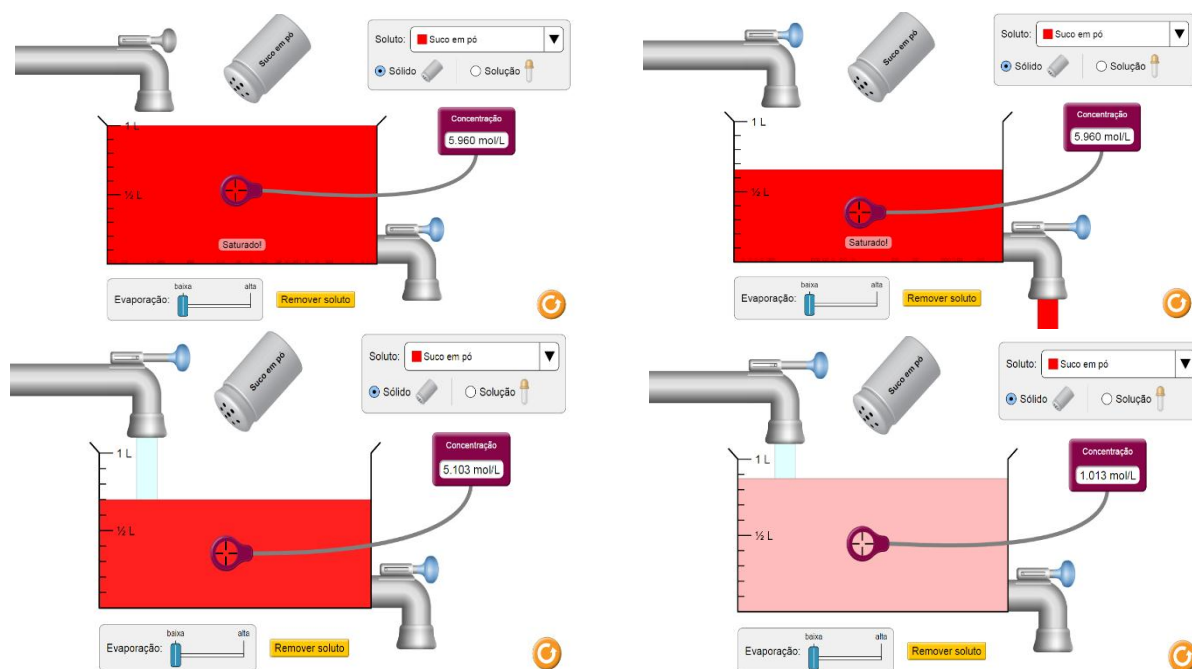 Suco em pó
Soluto: Suco em pó
Sólido Solução
Concentração
5.960 mol/L
1 L
½ L
Saturado!
Evaporação: baixa alta
Remover soluto
Suco em pó
Soluto: Suco em pó
Sólido Solução
Concentração
5.960 mol/L
1 L
½ L
Saturado!
Evaporação: baixa alta
Remover soluto
Suco em pó
Soluto: Suco em pó
Sólido Solução
Concentração
5.103 mol/L
1 L
½ L
Evaporação: baixa alta
Remover soluto
Suco em pó
Soluto: Suco em pó
Sólido Solução
Concentração
1.013 mol/L
1 L
½ L
Evaporação: baixa alta
Remover soluto